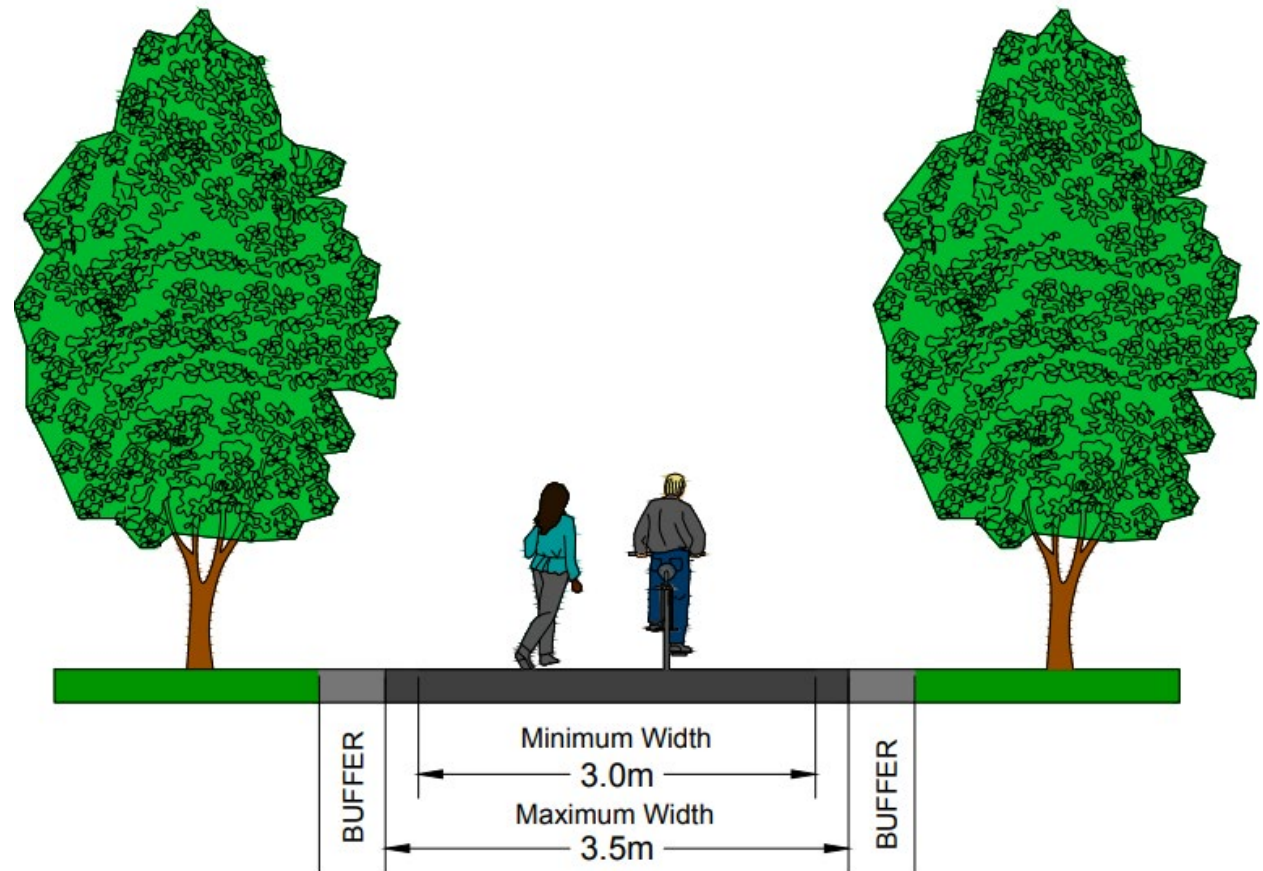 BUFFER
Minimum Width
3.0m
Maximum Width
3.5m
BUFFER